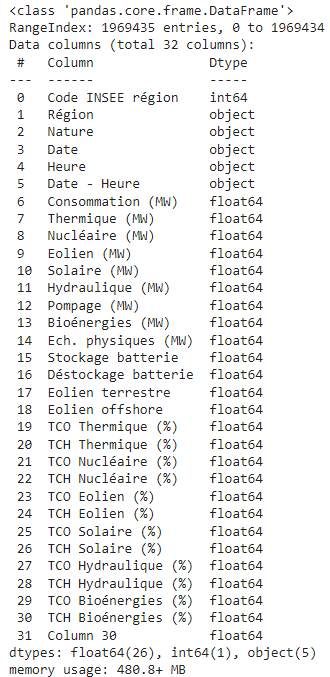 <class 'pandas.core.frame.DataFrame'>
RangeIndex: 1969435 entries, 0 to 1969434
Data columns (total 32 columns):
 #   Column                Dtype
---  ------                -----
 0   Code INSEE région     int64
 1   Région                object
 2   Nature                object
 3   Date                  object
 4   Heure                 object
 5   Date - Heure          object
 6   Consommation (MW)     float64
 7   Thermique (MW)        float64
 8   Nucléaire (MW)        float64
 9   Eolien (MW)           float64
 10  Solaire (MW)          float64
 11  Hydraulique (MW)      float64
 12  Pompage (MW)          float64
 13  Bioénergies (MW)      float64
 14  Ech. physiques (MW)   float64
 15  Stockage batterie     float64
 16  Déstockage batterie   float64
 17  Eolien terrestre      float64
 18  Eolien offshore       float64
 19  TCO Thermique (%)     float64
 20  TCH Thermique (%)     float64
 21  TCO Nucléaire (%)     float64
 22  TCH Nucléaire (%)     float64
 23  TCO Eolien (%)        float64
 24  TCH Eolien (%)        float64
 25  TCO Solaire (%)       float64
 26  TCH Solaire (%)       float64
 27  TCO Hydraulique (%)   float64
 28  TCH Hydraulique (%)   float64
 29  TCO Bioénergies (%)   float64
 30  TCH Bioénergies (%)   float64
 31  Column 30             float64
dtypes: float64(26), int64(1), object(5)
memory usage: 480.8+ MB